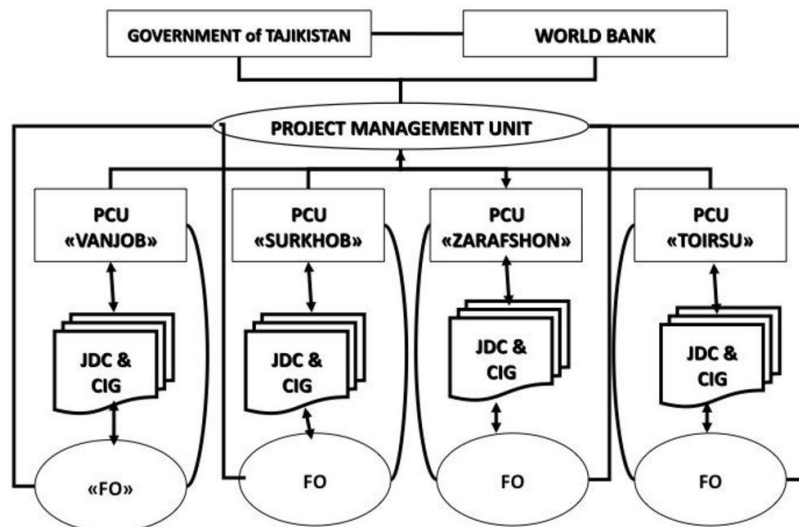 GOVERNMENT of TAJIKISTAN
WORLD BANK
PROJECT MANAGEMENT UNIT
PCU
«VANJOB»
PCU
«SURKHOB»
PCU
«ZARAFSHON»
PCU
«TOIRSU»
JDC &
CIG
JDC &
CIG
JDC &
CIG
JDC &
CIG
«FO»
FO
FO
FO